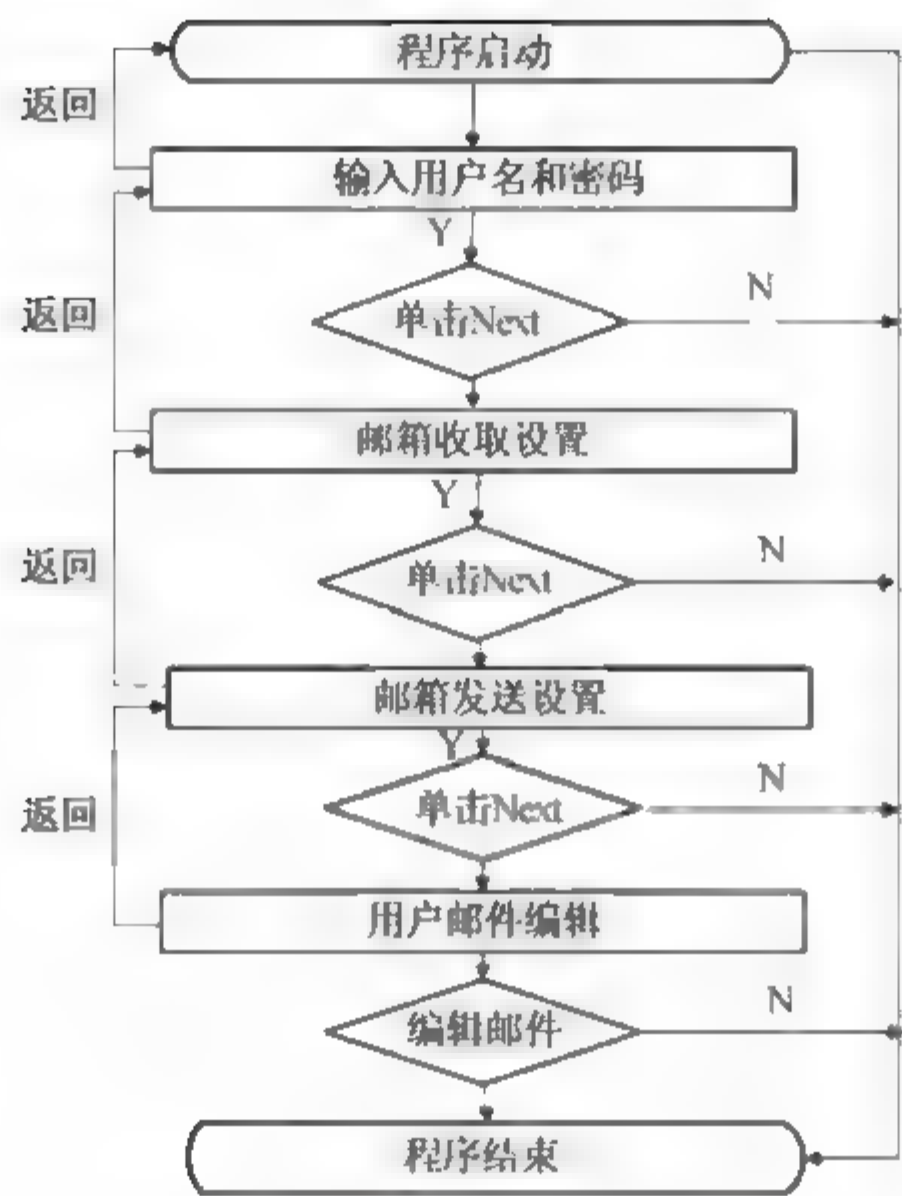 程序启动
返回
输入用户名和密码
Y
返回
单击Next
N
邮箱收取设置
Y
返回
单击Next
N
邮箱发送设置
Y
返回
单击Next
N
用户邮件编辑
编辑邮件
N
程序结束